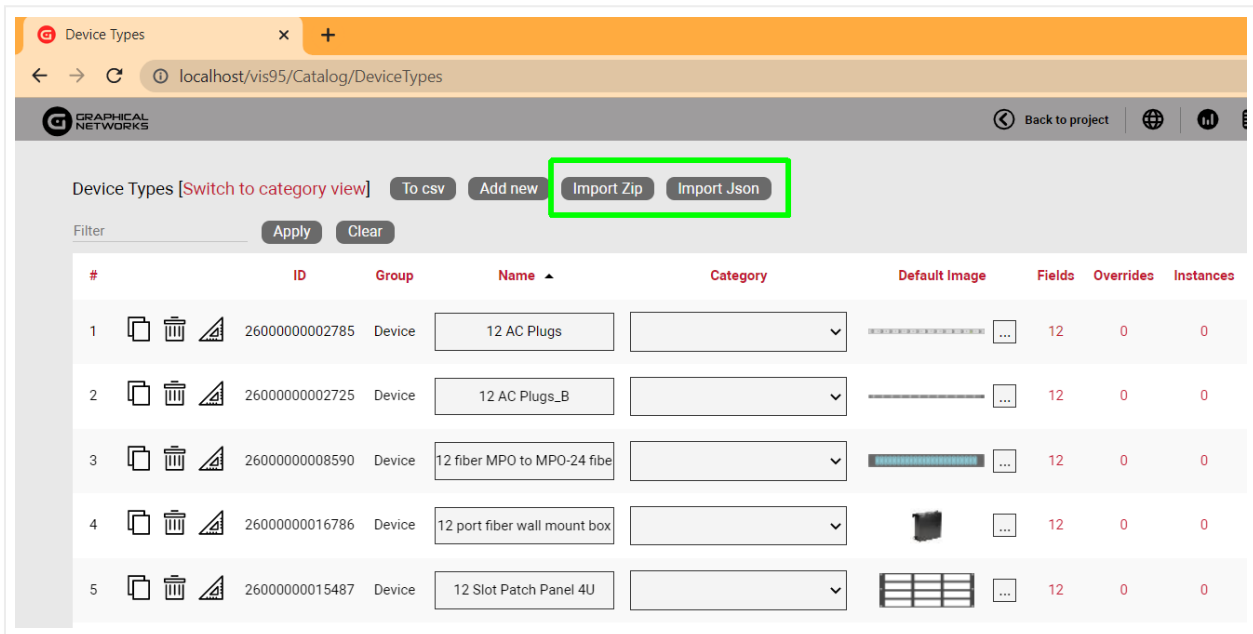 Device Types
localhost/vis95/Catalog/DeviceTypes
GRAPHICAL
NETWORKS
Back to project
Device Types [Switch to category view] To csv Add new Import Zip Import Json
Filter Apply Clear
# ID Group Name Category Default Image Fields Overrides Instances
1 26000000002785 Device 12 AC Plugs ... 12 0 0
2 26000000002725 Device 12 AC Plugs_B ... 12 0 0
3 26000000008590 Device 12 fiber MPO to MPO-24 fibe ... 12 0 0
4 26000000016786 Device 12 port fiber wall mount box ... 12 0 0
5 26000000015487 Device 12 Slot Patch Panel 4U ... 12 0 0